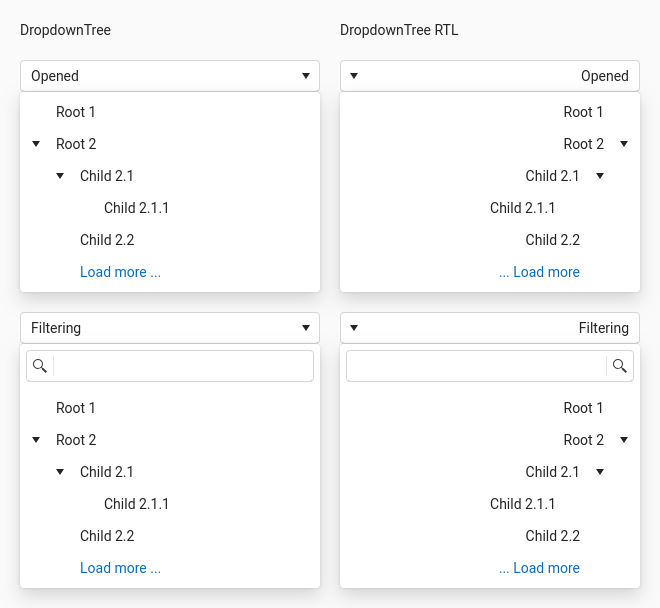 DropdownTree
Opened
Root 1
Root 2
Child 2.1
Child 2.1.1
Child 2.2
Load more ...
Filtering
Root 1
Root 2
Child 2.1
Child 2.1.1
Child 2.2
Load more ...
DropdownTree RTL
Opened
Root 1
Root 2
Child 2.1
Child 2.1.1
Child 2.2
... Load more
Filtering
Root 1
Root 2
Child 2.1
Child 2.1.1
Child 2.2
... Load more